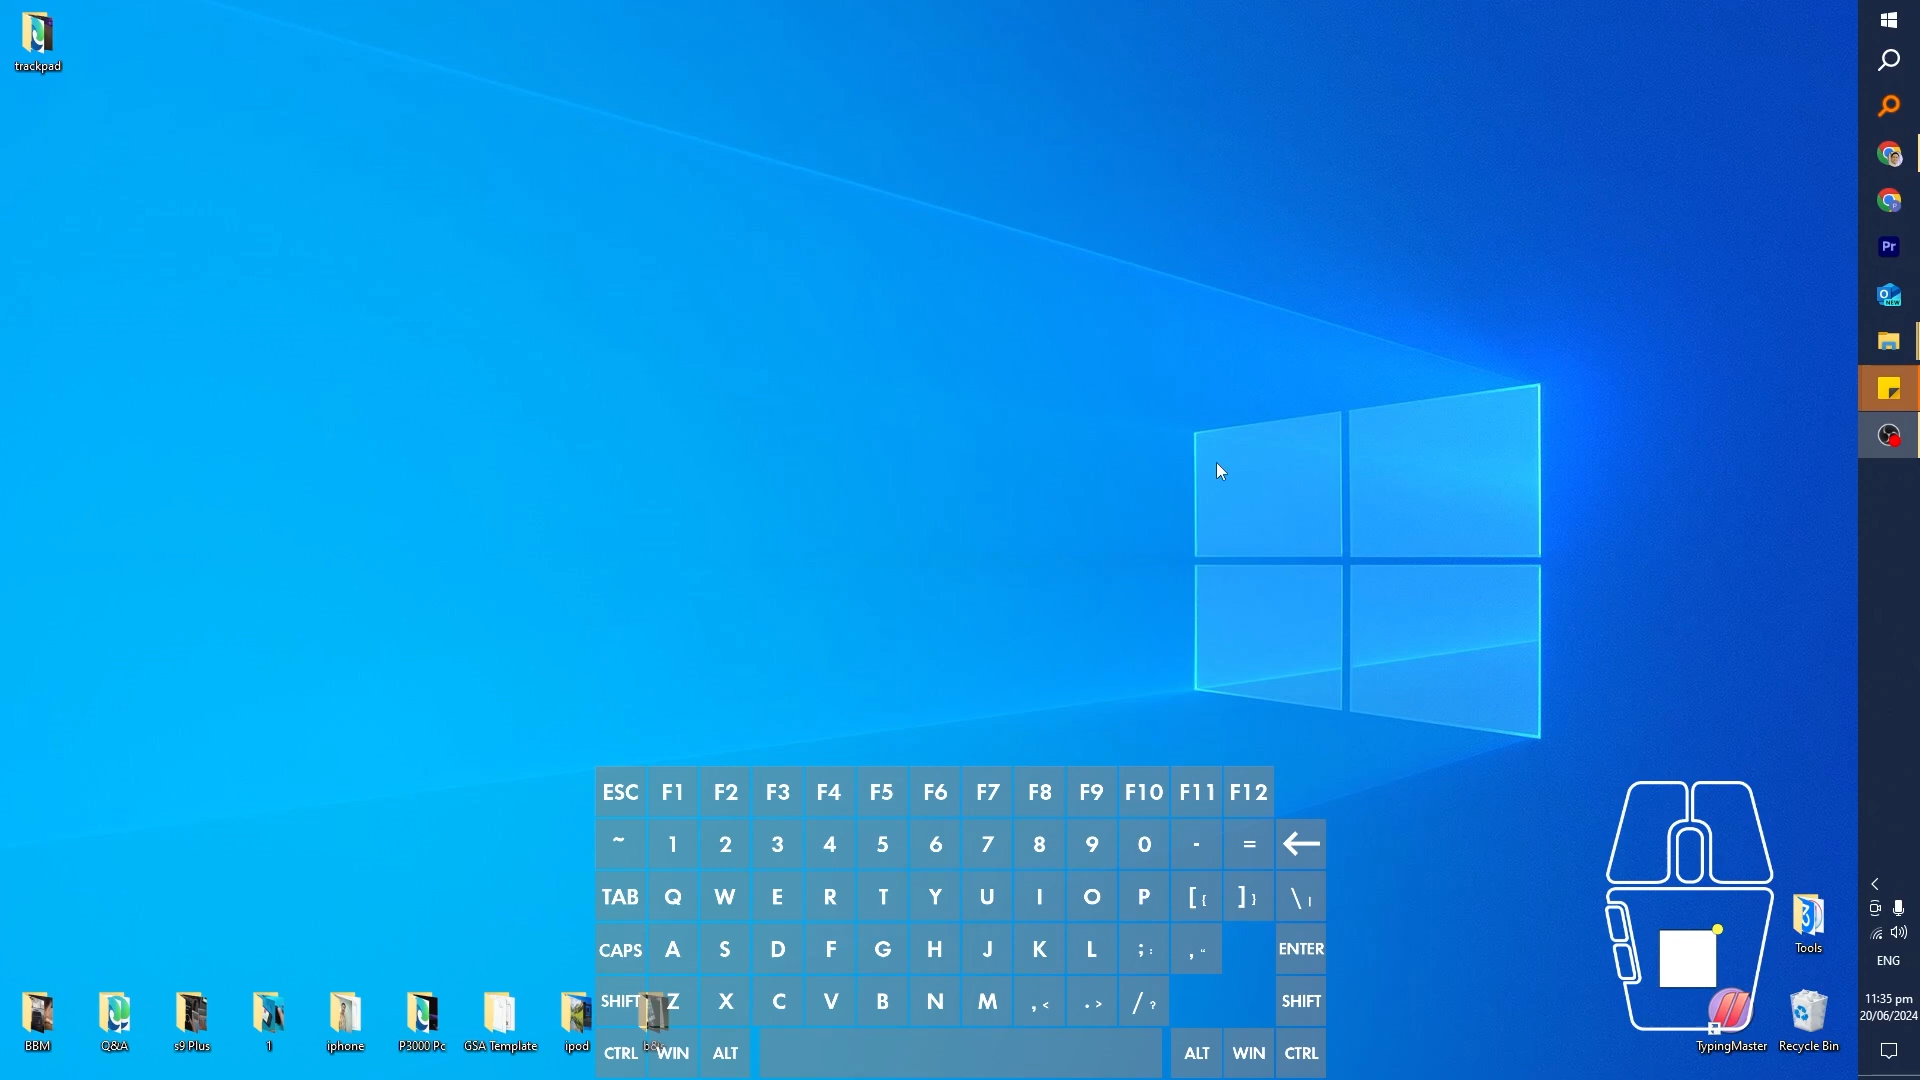 trackpad
Pr
NEW
ESC F1 F2 F3 F4 F5 F6 F7 F8 F9 F10 F11 F12
~ 1 2 3 4 5 6 7 8 9 0 - =
TAB Q W E R T Y U I O P [ { ] } \ |
CAPS A S D F G H J K L ; : , " ENTER
SHIFT Z X C V B N M , < . > / ? SHIFT
CTRL WIN ALT ALT WIN CTRL
BBM Q&A s9 Plus 1 iphone P3000 Pc GSA Template ipod
Tools
TypingMaster Recycle Bin
ENG
11:35 pm
20/06/2024